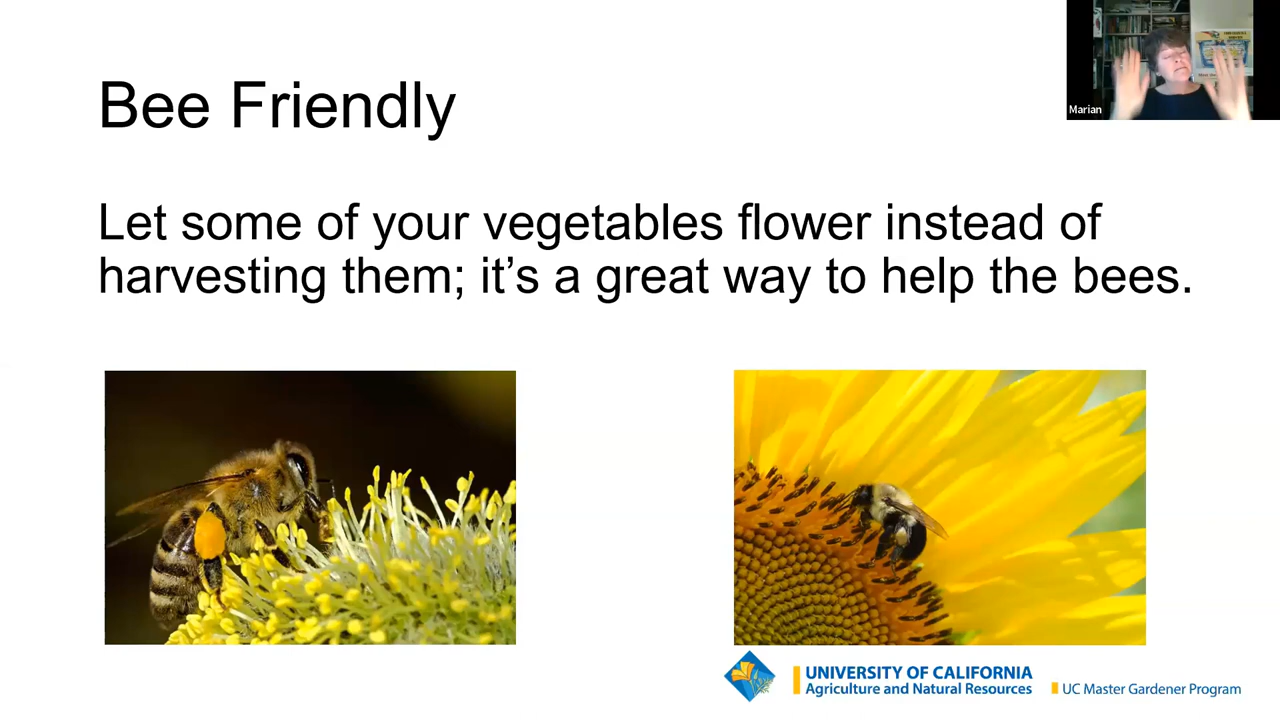 Bee Friendly
Marian
Let some of your vegetables flower instead of
harvesting them; it’s a great way to help the bees.
UNIVERSITY OF CALIFORNIA
Agriculture and Natural Resources
UC Master Gardener Program